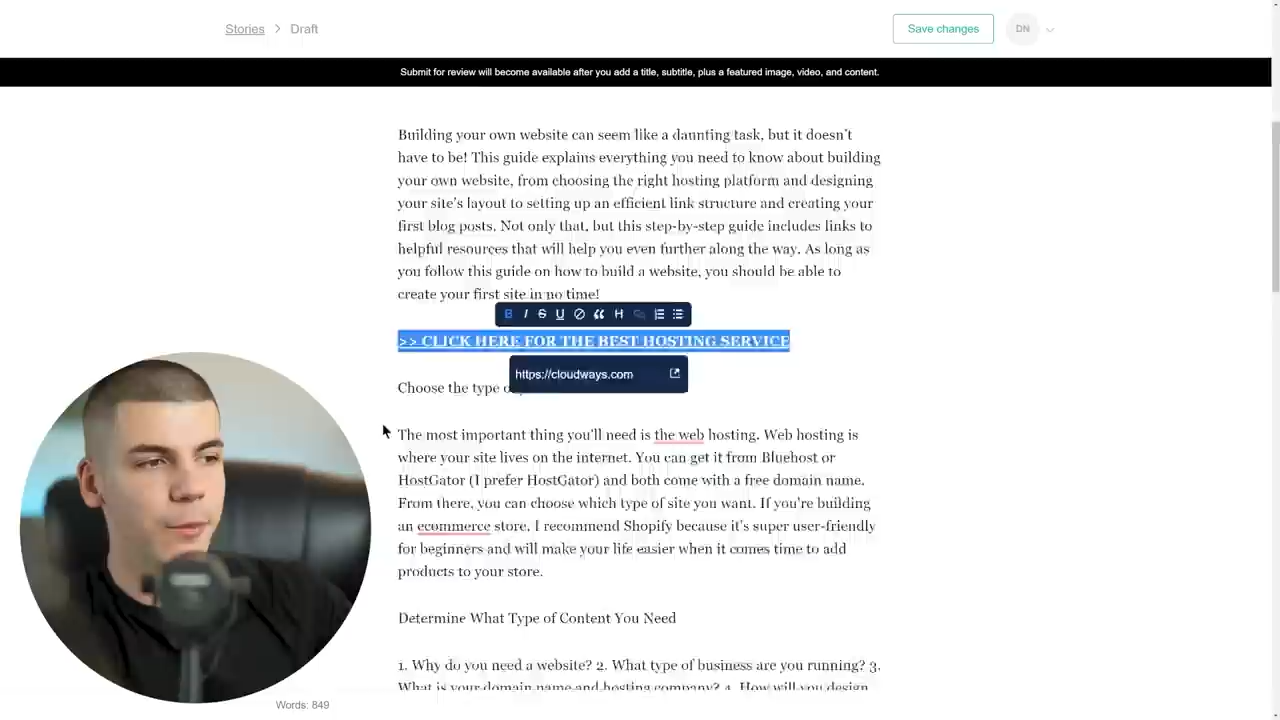 Stories > Draft
Save changes
DN
Submit for review will become available after you add a title, subtitle, plus a featured image, video, and content.
Building your own website can seem like a daunting task, but it doesn't
have to be! This guide explains everything you need to know about building
your own website, from choosing the right hosting platform and designing
your site's layout to setting up an efficient link structure and creating your
first blog posts. Not only that, but this step-by-step guide includes links to
helpful resources that will help you even further along the way. As long as
you follow this guide on how to build a website, you should be able to
create your first site in no time!
B I S U H
>> CLICK HERE FOR THE BEST HOSTING SERVICE
https://cloudways.com
Choose the type
The most important thing you'll need is the web hosting. Web hosting is
where your site lives on the internet. You can get it from Bluehost or
HostGator (I prefer HostGator) and both come with a free domain name.
From there, you can choose which type of site you want. If you're building
an ecommerce store, I recommend Shopify because it's super user-friendly
for beginners and will make your life easier when it comes time to add
products to your store.
Determine What Type of Content You Need
1. Why do you need a website? 2. What type of business are you running? 3.
What is your domain name and hosting company? 4. How will you design
Words: 849